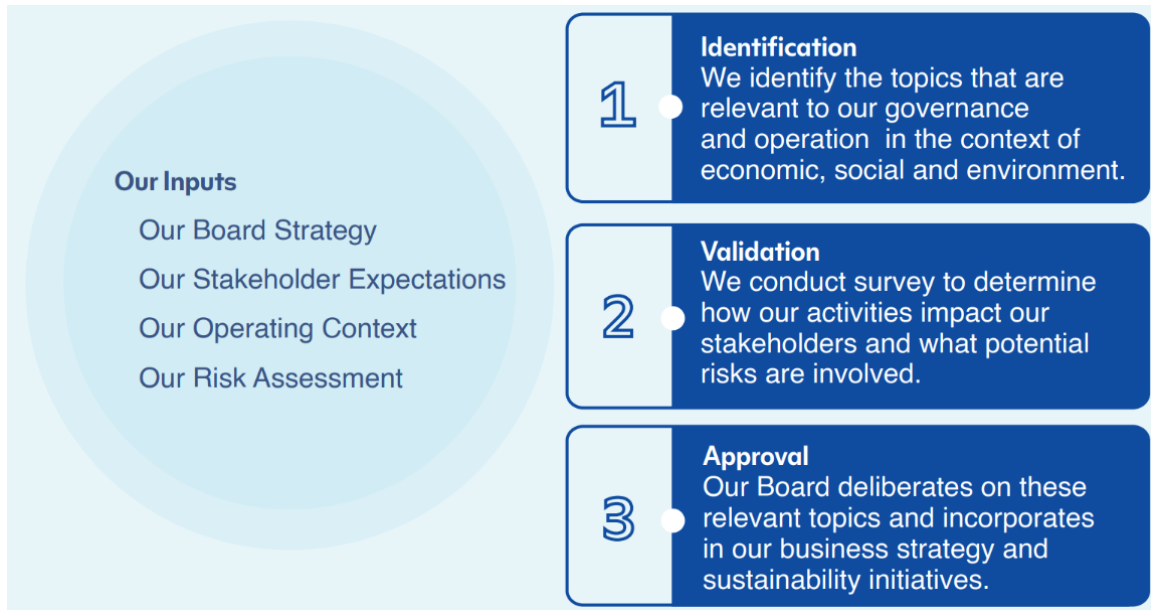 Our Inputs
Our Board Strategy
Our Stakeholder Expectations
Our Operating Context
Our Risk Assessment
1
Identification
We identify the topics that are
relevant to our governance
and operation  in the context of
economic, social and environment.
2
Validation
We conduct survey to determine
how our activities impact our
stakeholders and what potential
risks are involved.
3
Approval
Our Board deliberates on these
relevant topics and incorporates
in our business strategy and
sustainability initiatives.